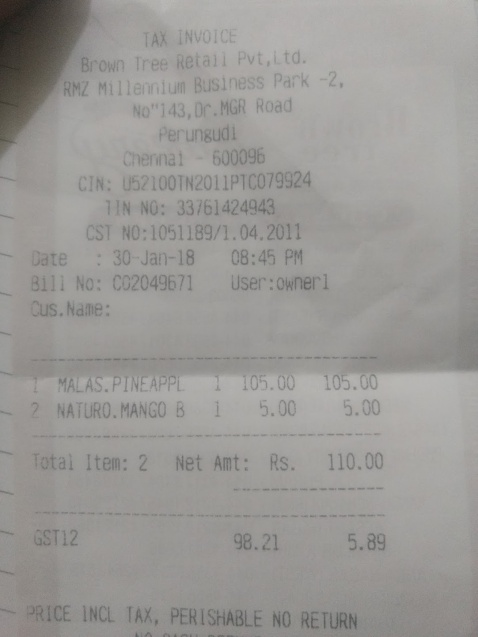 TAX INVOICE
Brown Tree Retail Pvt,Ltd.
RMZ Millennium Business Park -2,
No"143,Dr.MGR Road
Perungudi
Chennai - 600096
CIN: U52100TN2011PTC079924
TIN NO: 33761424943
CST NO:1051189/1.04.2011
Date : 30-Jan-18 08:45 PM
Bill No: CG2049671 User:owner1
Cus.Name:
1 MALAS.PINEAPPL 1 105.00 105.00
2 NATURO.MANGO B 1 5.00 5.00
Total Item: 2 Net Amt: Rs. 110.00
GST12 98.21 5.89
PRICE INCL TAX, PERISHABLE NO RETURN